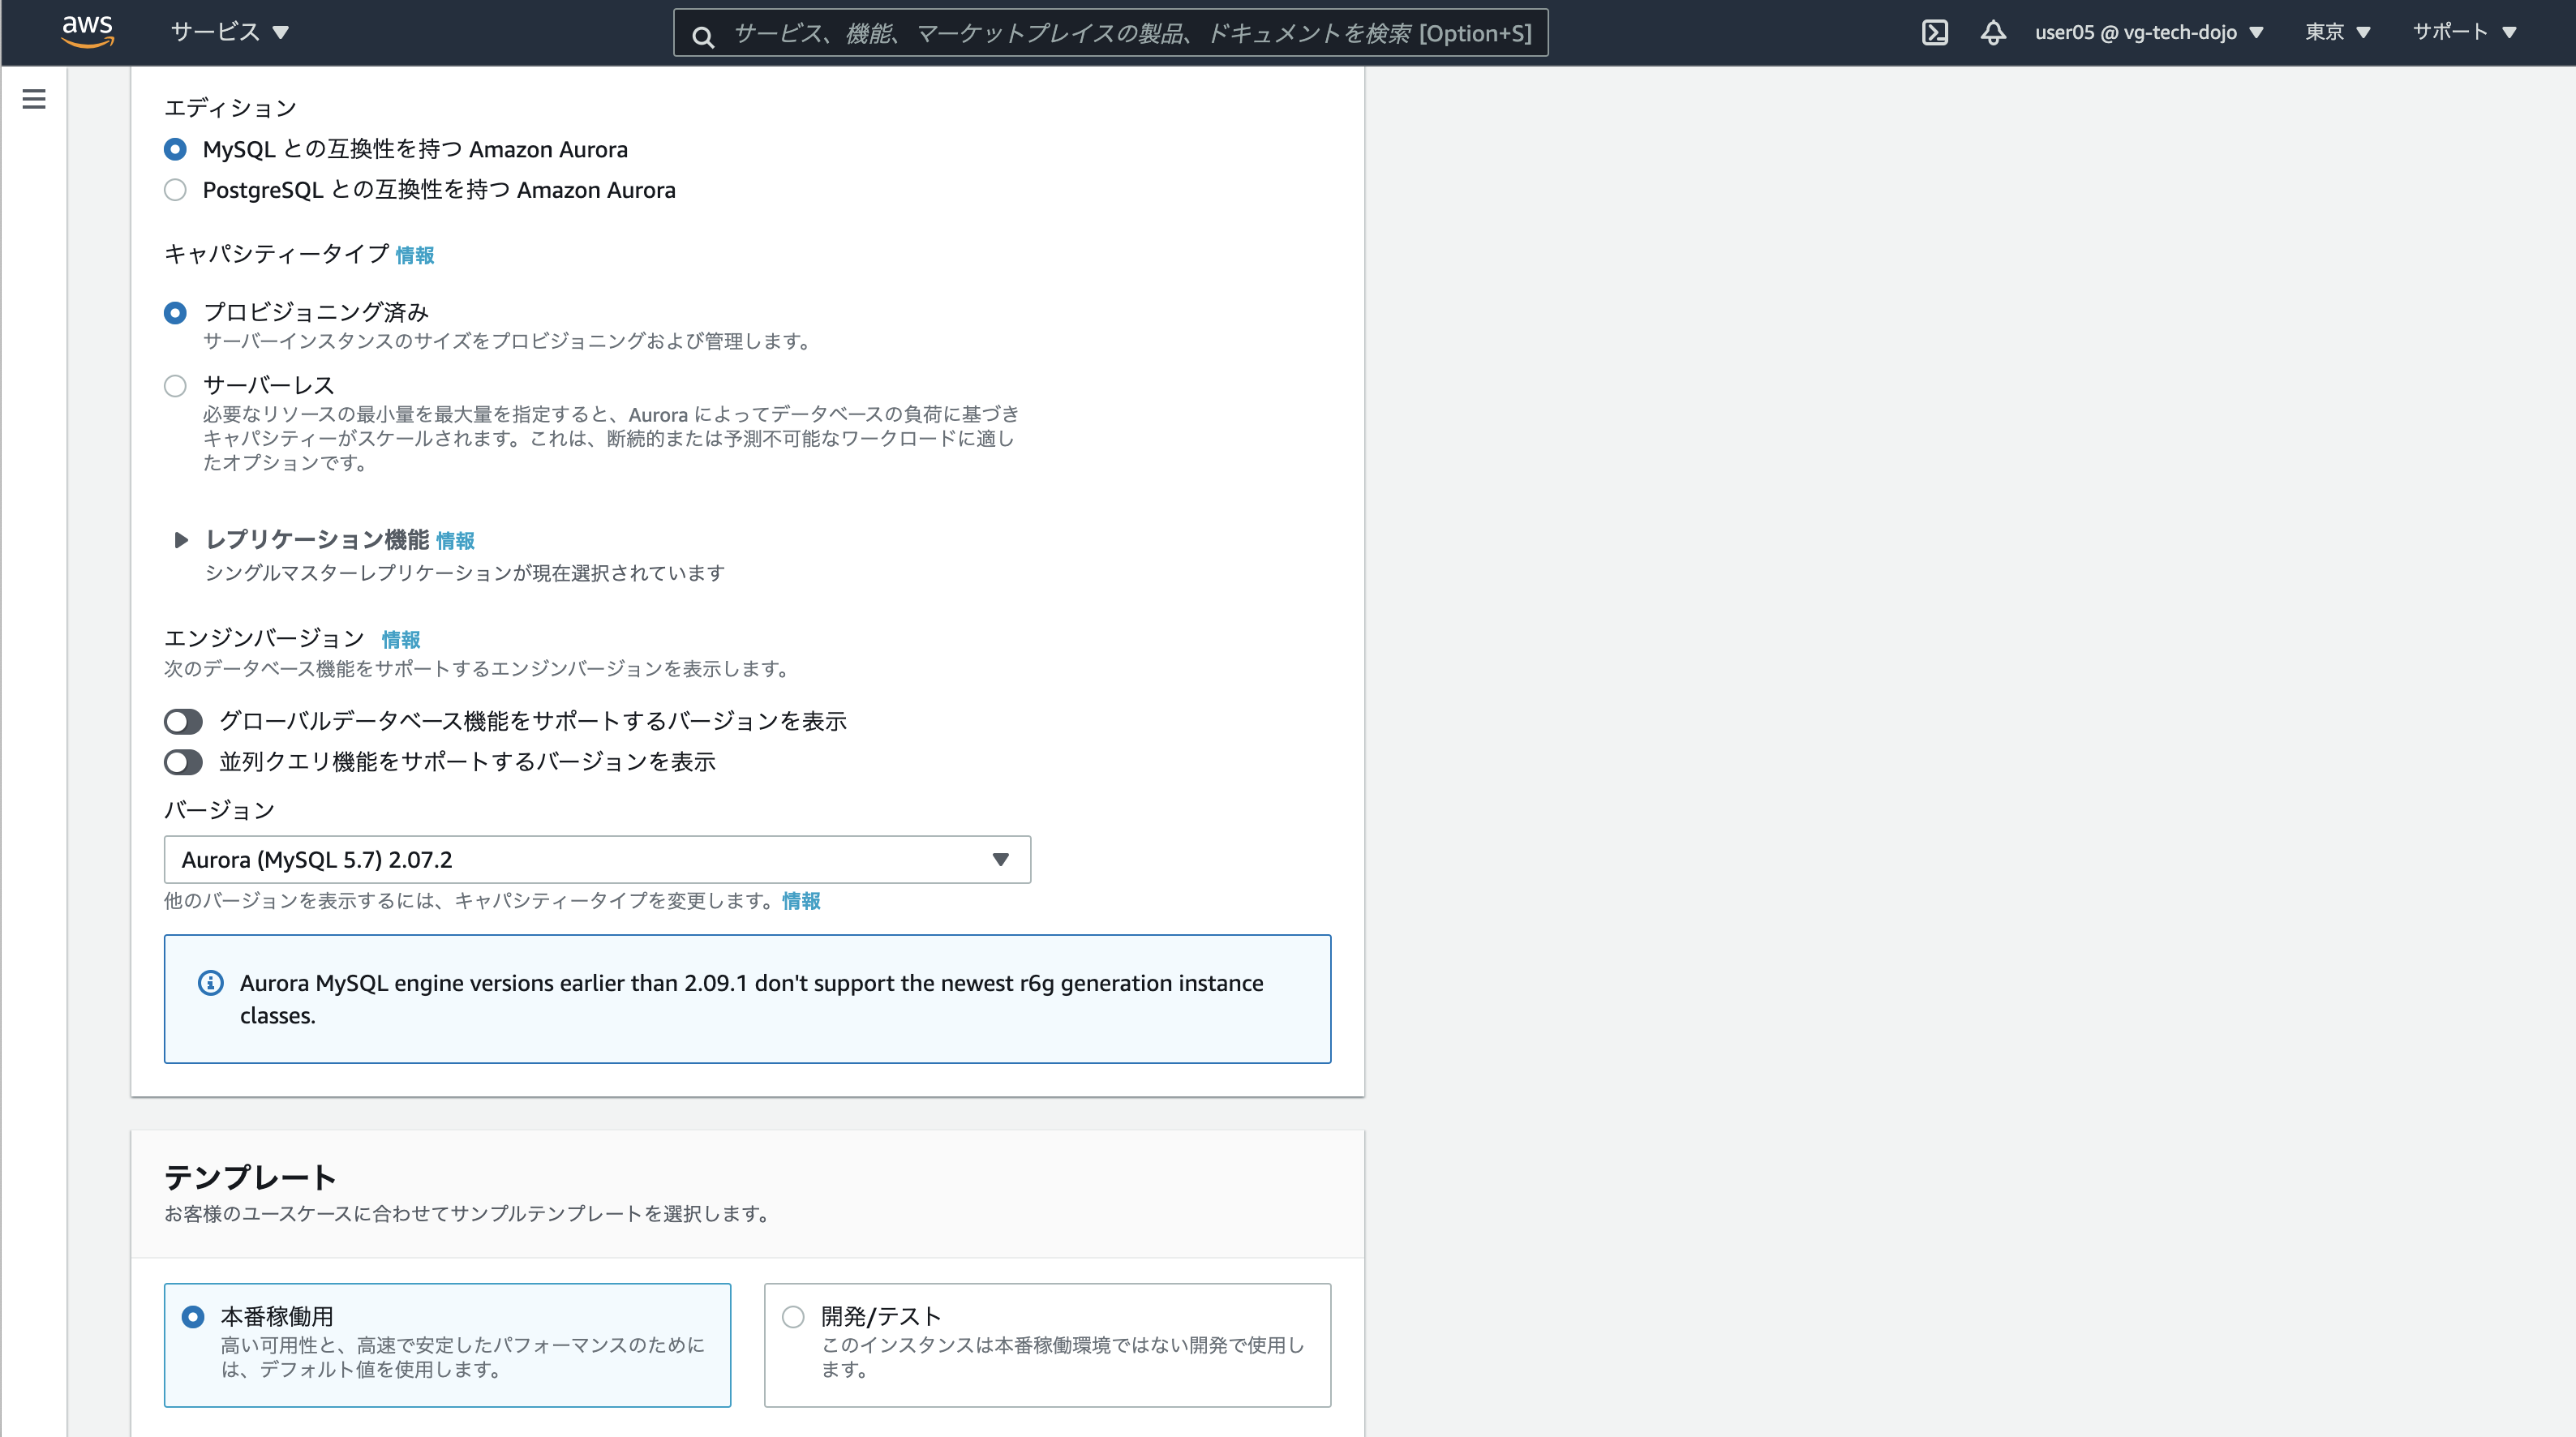 aws
サービス
サービス、機能、マーケットプレイスの製品、ドキュメントを検索 [Option+S]
user05 @ vg-tech-dojo
東京
サポート
エディション
MySQL との互換性を持つ Amazon Aurora
PostgreSQL との互換性を持つ Amazon Aurora
キャパシティータイプ 情報
プロビジョニング済み
サーバーインスタンスのサイズをプロビジョニングおよび管理します。
サーバーレス
必要なリソースの最小量を最大量を指定すると、Aurora によってデータベースの負荷に基づき
キャパシティーがスケールされます。これは、断続的または予測不可能なワークロードに適し
たオプションです。
レプリケーション機能 情報
シングルマスターレプリケーションが現在選択されています
エンジンバージョン 情報
次のデータベース機能をサポートするエンジンバージョンを表示します。
グローバルデータベース機能をサポートするバージョンを表示
並列クエリ機能をサポートするバージョンを表示
バージョン
Aurora (MySQL 5.7) 2.07.2
他のバージョンを表示するには、キャパシティータイプを変更します。情報
Aurora MySQL engine versions earlier than 2.09.1 don't support the newest r6g generation instance
classes.
テンプレート
お客様のユースケースに合わせてサンプルテンプレートを選択します。
本番稼働用
高い可用性と、高速で安定したパフォーマンスのために
は、デフォルト値を使用します。
開発/テスト
このインスタンスは本番稼働環境ではない開発で使用し
ます。